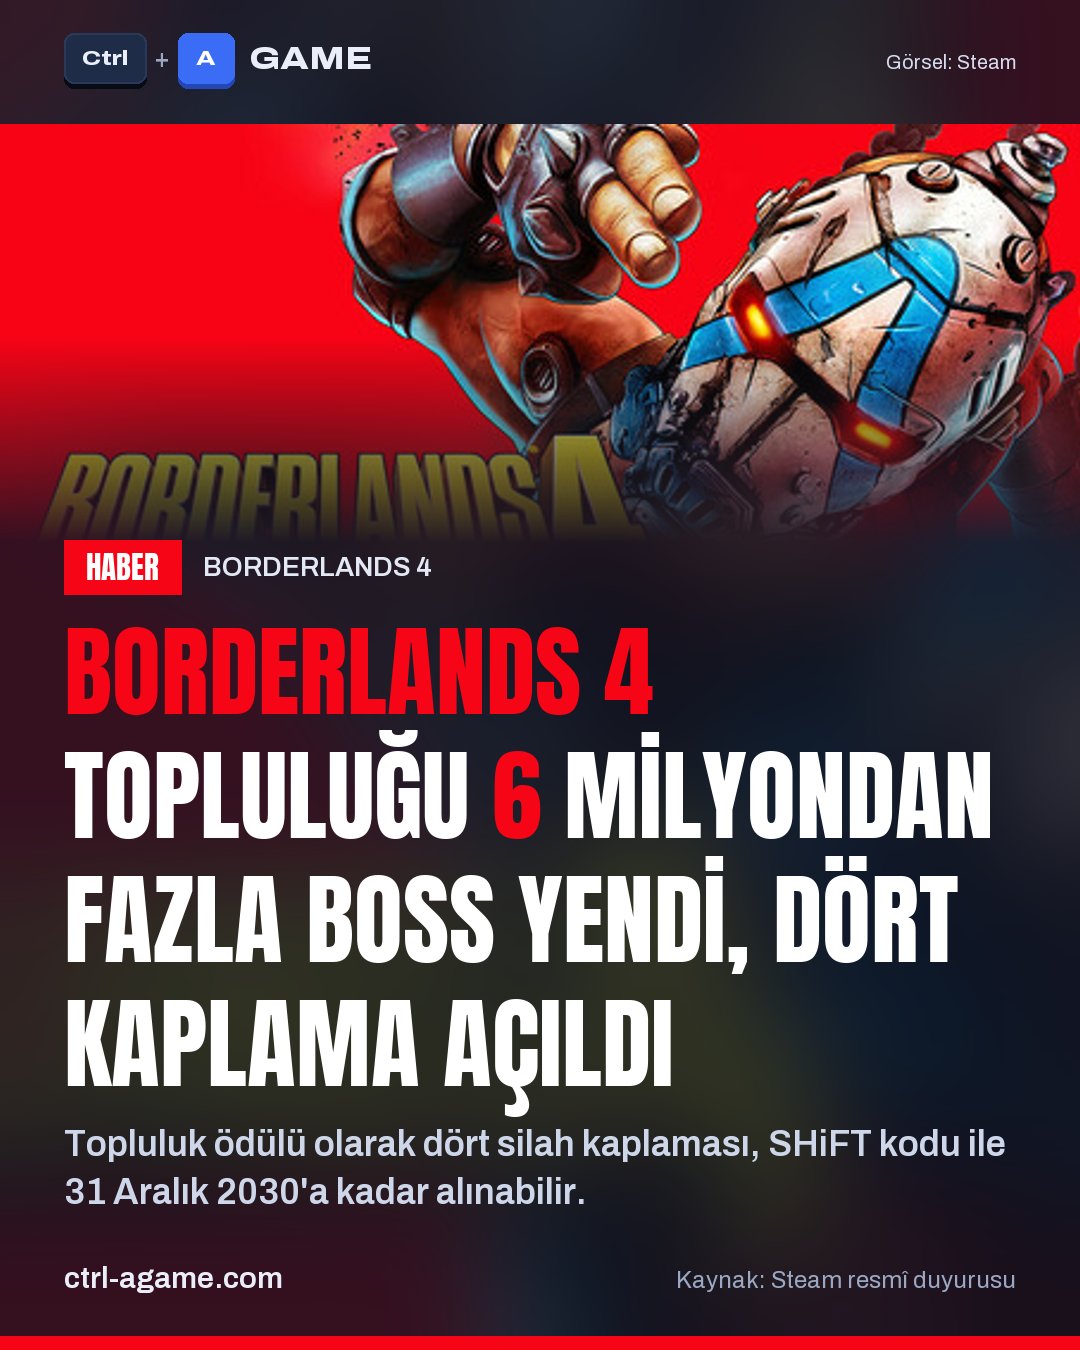 Ctrl + A GAME
Görsel: Steam
BORDERLANDS 4
HABER
BORDERLANDS 4
BORDERLANDS 4
TOPLULUĞU 6 MİLYONDAN
FAZLA BOSS YENDİ, DÖRT
KAPLAMA AÇILDI
Topluluk ödülü olarak dört silah kaplaması, SHiFT kodu ile
31 Aralık 2030'a kadar alınabilir.
ctrl-agame.com
Kaynak: Steam resmî duyurusu